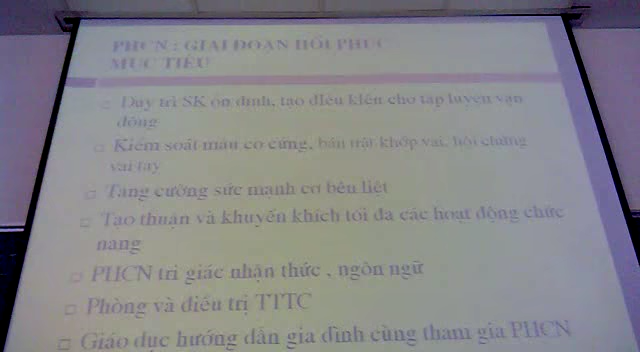 PHCN : GIAI ĐOẠN HỒI PHỤC
MỤC TIÊU
Duy trì SK ổn định, tạo điều kiện cho tập luyện vận
động
Kiểm soát mẫu co cứng, bán trật khớp vai, hội chứng
vai tay
Tăng cường sức mạnh cơ bên liệt
Tạo thuận và khuyến khích tối đa các hoạt động chức
năng
PHCN tri giác nhận thức , ngôn ngữ
Phòng và điều trị TTTC
Giáo dục hướng dẫn gia đình cùng tham gia PHCN